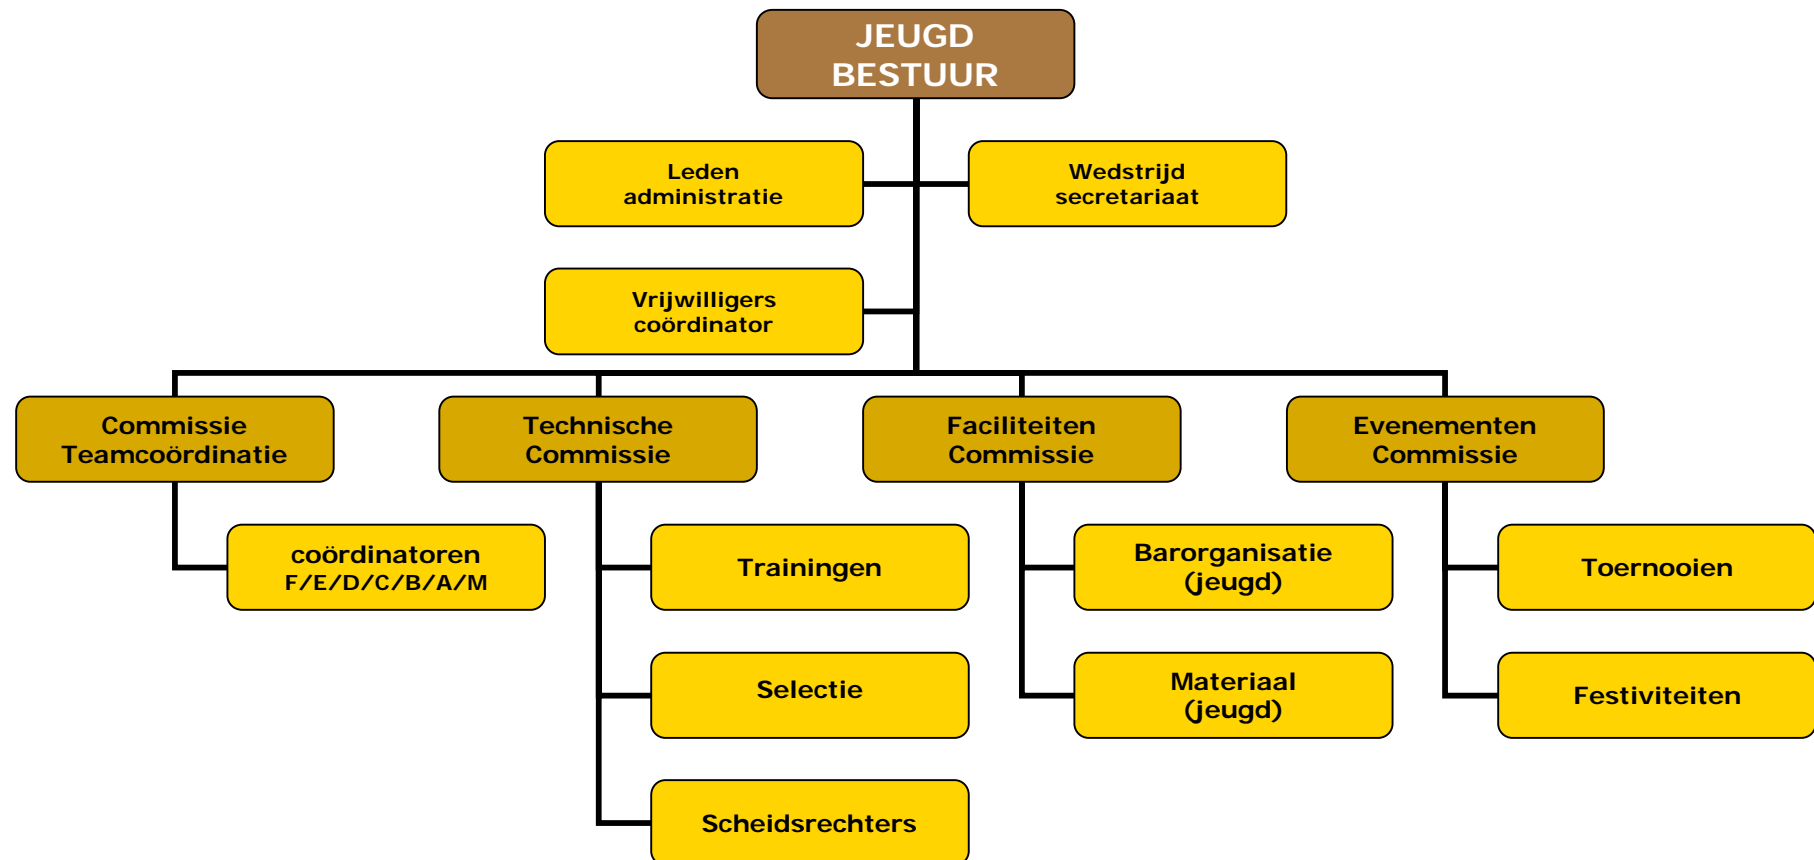 JEUGD
BESTUUR
Leden
administratie
Wedstrijd
secretariaat
Vrijwilligers
coördinator
Commissie
Teamcoördinatie
Technische
Commissie
Faciliteiten
Commissie
Evenementen
Commissie
coördinatoren
F/E/D/C/B/A/M
Trainingen
Barorganisatie
(jeugd)
Toernooien
Selectie
Materiaal
(jeugd)
Festiviteiten
Scheidsrechters